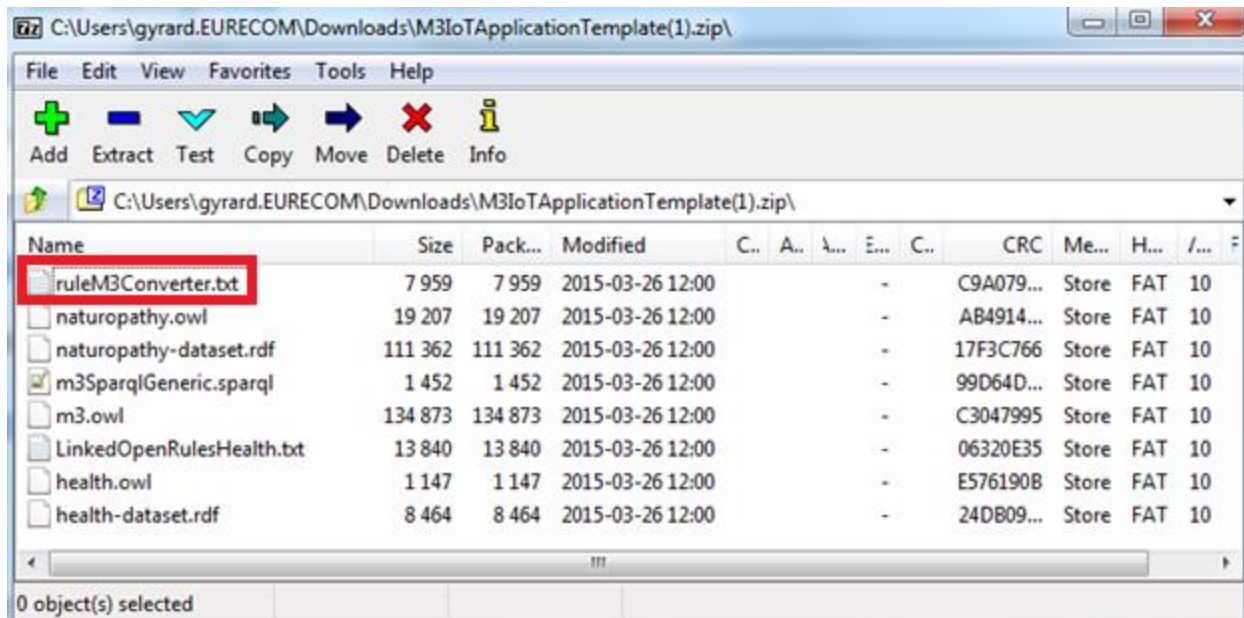 C:\Users\gyrard.EURECOM\Downloads\M3IoTApplicationTemplate(1).zip\
File Edit View Favorites Tools Help
Add Extract Test Copy Move Delete Info
C:\Users\gyrard.EURECOM\Downloads\M3IoTApplicationTemplate(1).zip\
Name Size Pack... Modified C.. A.. E... C.. CRC Me... H... /...
ruleM3Converter.txt 7 959 7 959 2015-03-26 12:00 - C9A079... Store FAT 10
naturopathy.owl 19 207 19 207 2015-03-26 12:00 - AB4914... Store FAT 10
naturopathy-dataset.rdf 111 362 111 362 2015-03-26 12:00 - 17F3C766 Store FAT 10
m3SparqlGeneric.sparql 1 452 1 452 2015-03-26 12:00 - 99D64D... Store FAT 10
m3.owl 134 873 134 873 2015-03-26 12:00 - C3047995 Store FAT 10
LinkedOpenRulesHealth.txt 13 840 13 840 2015-03-26 12:00 - 06320E35 Store FAT 10
health.owl 1 147 1 147 2015-03-26 12:00 - E576190B Store FAT 10
health-dataset.rdf 8 464 8 464 2015-03-26 12:00 - 24DB09... Store FAT 10
0 object(s) selected